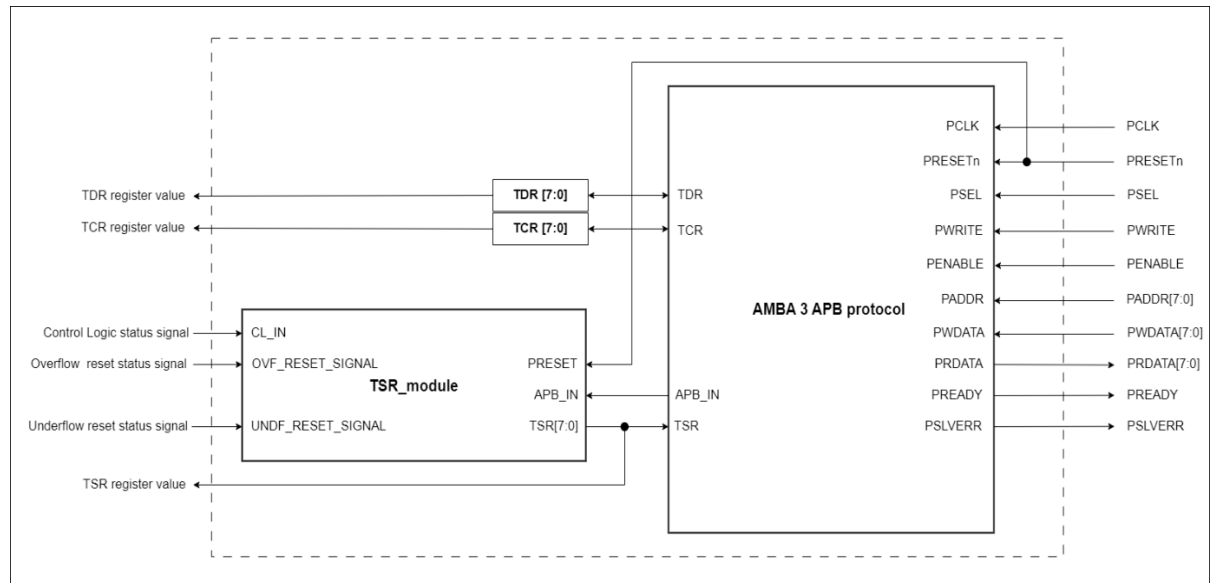 PCLK PCLK
PRESETn PRESETn
TDR register value TDR [7:0] TDR PSEL PSEL
TCR register value TCR [7:0] TCR PWRITE PWRITE
PENABLE PENABLE
PADDR PADDR[7:0]
AMBA 3 APB protocol
Control Logic status signal CL_IN PWDATA PWDATA[7:0]
Overflow reset status signal OVF_RESET_SIGNAL PRESET PRDATA PRDATA[7:0]
TSR_module
APB_IN APB_IN PREADY PREADY
Underflow reset status signal UNDF_RESET_SIGNAL TSR[7:0] TSR PSLVERR PSLVERR
TSR register value